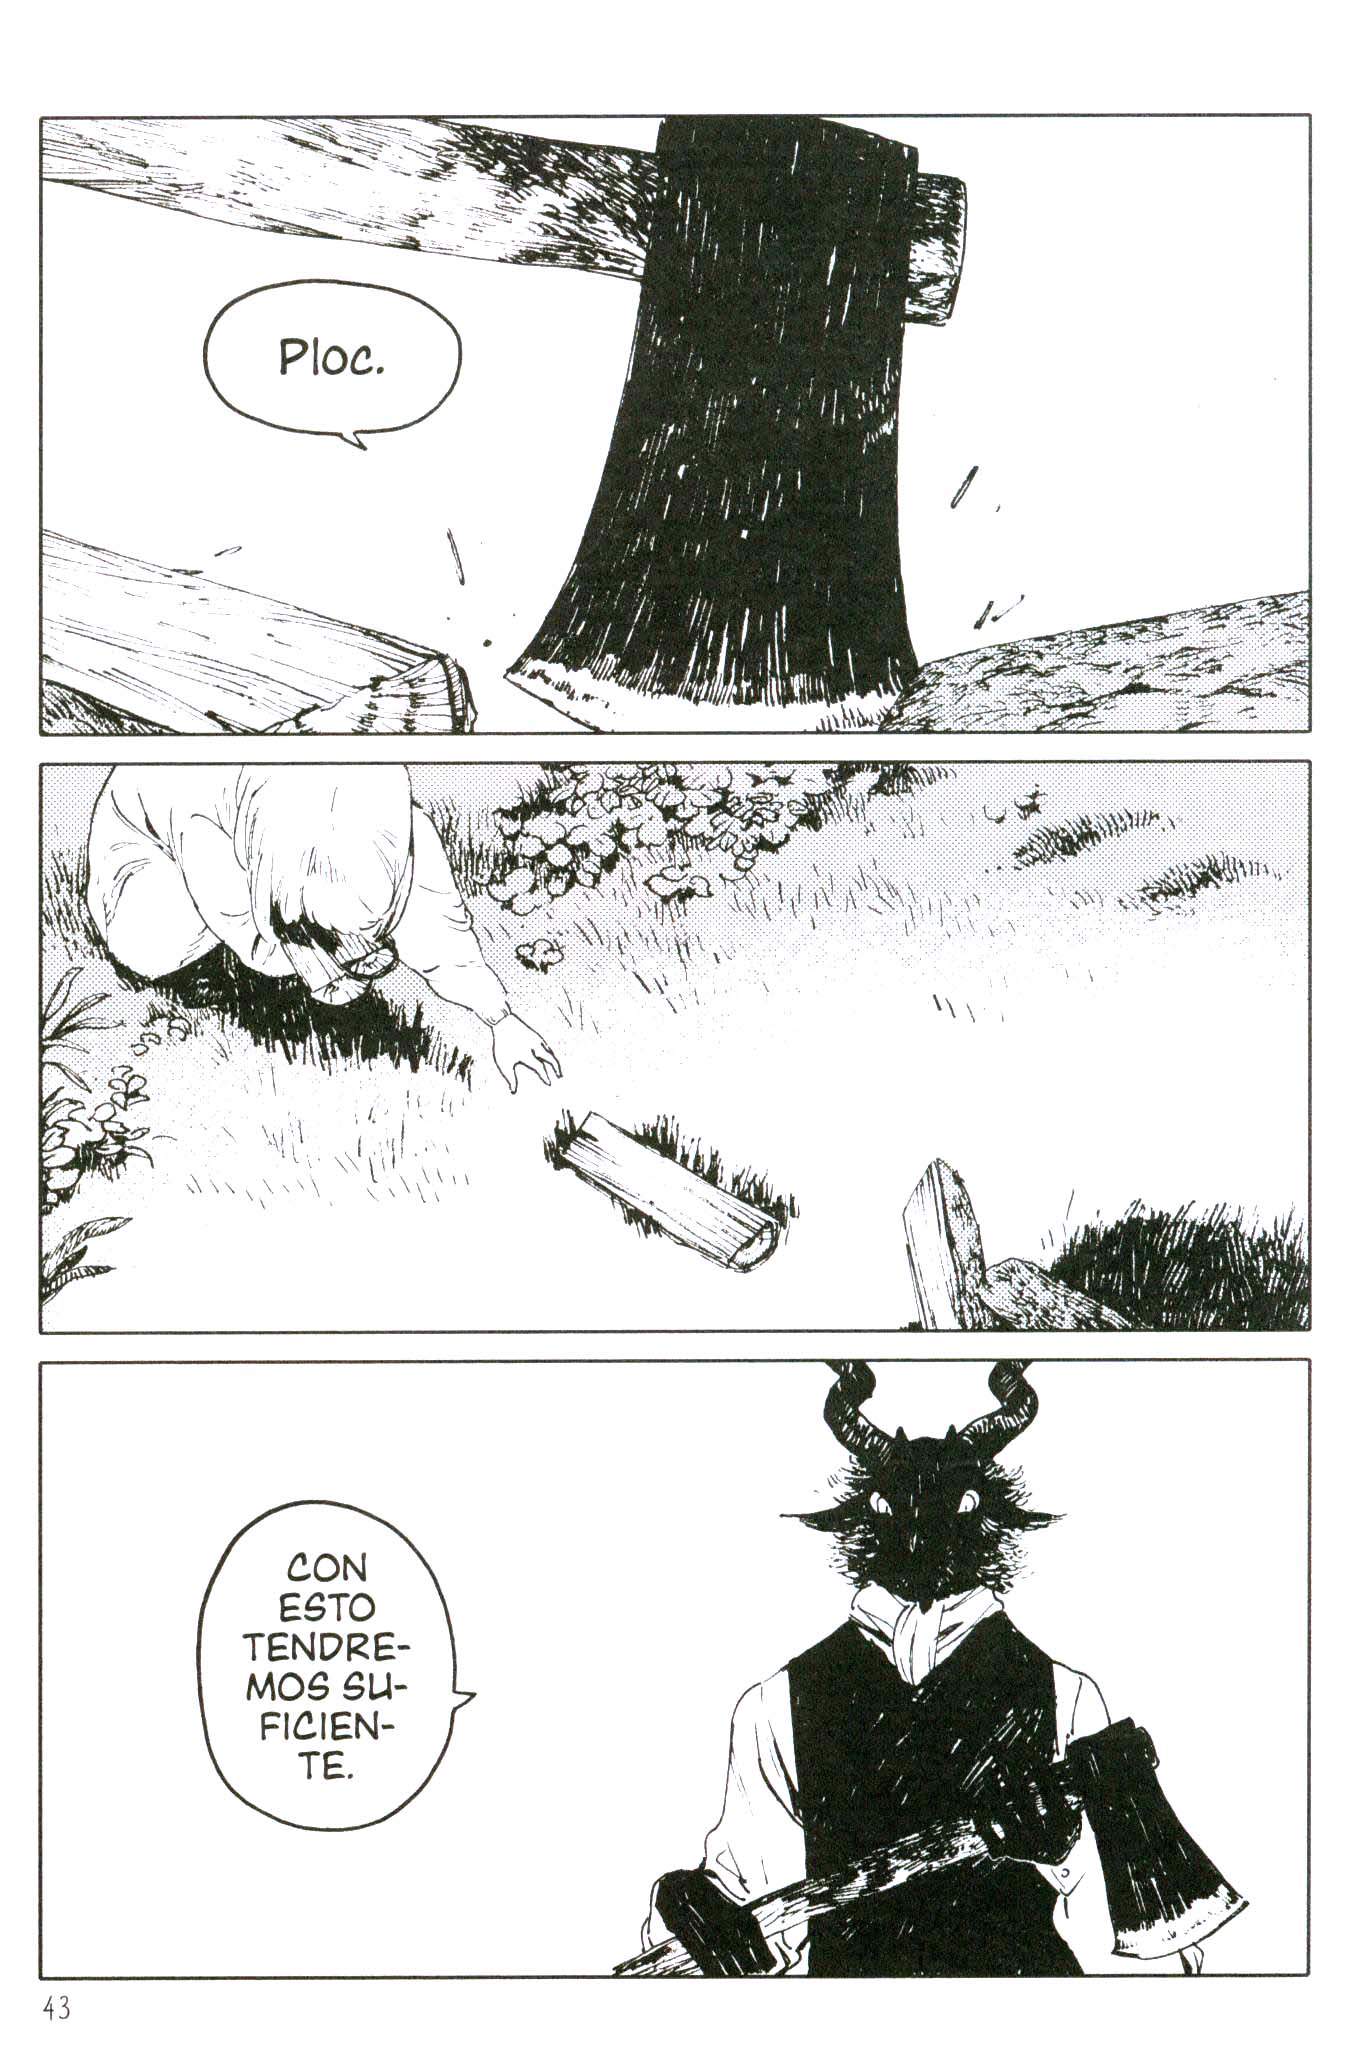 Ploc.
CON
ESTO
TENDRE-
MOS SU-
FICIEN-
TE.
43